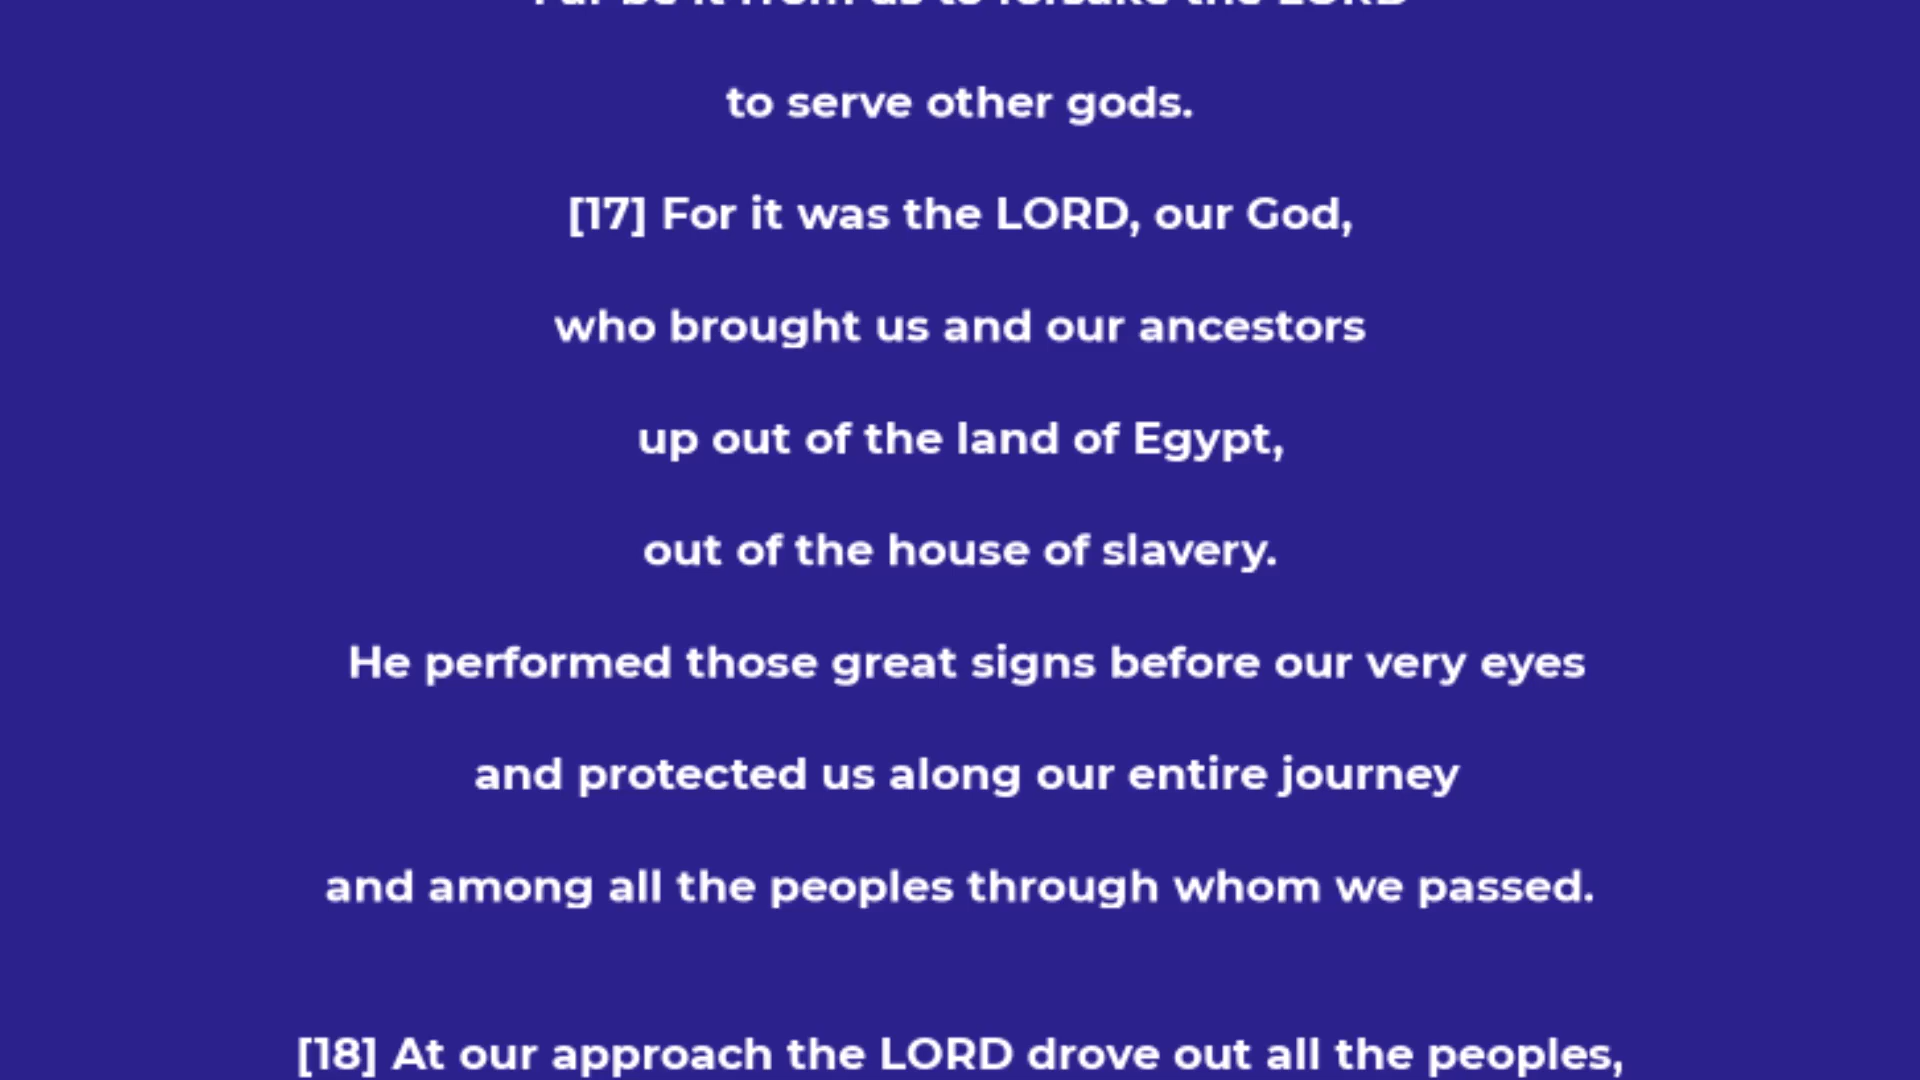 Far be it from us to forsake the LORD
to serve other gods.
[17] For it was the LORD, our God,
who brought us and our ancestors
up out of the land of Egypt,
out of the house of slavery.
He performed those great signs before our very eyes
and protected us along our entire journey
and among all the peoples through whom we passed.
[18] At our approach the LORD drove out all the peoples,